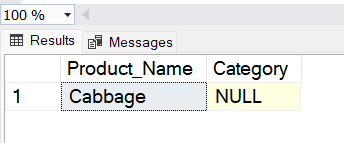 100 %
Results Messages
Product_Name Category
1 Cabbage NULL